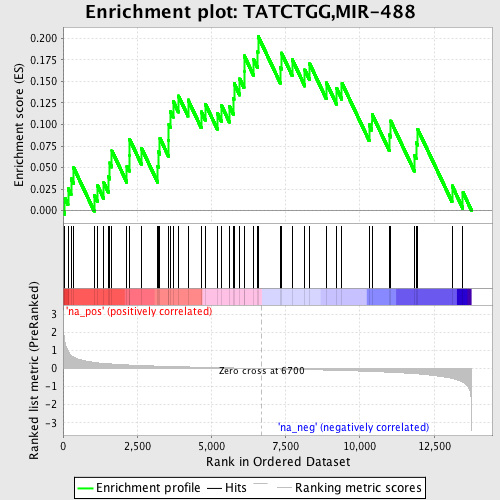 Enrichment plot: TATCTGG,MIR-488
Enrichment score (ES)
0.200
0.175
0.150
0.125
0.100
0.075
0.050
0.025
0.000
'na_pos' (positively correlated)
Ranked list metric (PreRanked)
3
2
1
0
-1
-2
-3
Zero cross at 6700
'na_neg' (negatively correlated)
0 2,500 5,000 7,500 10,000 12,500
Rank in Ordered Dataset
Enrichment profile Hits Ranking metric scores